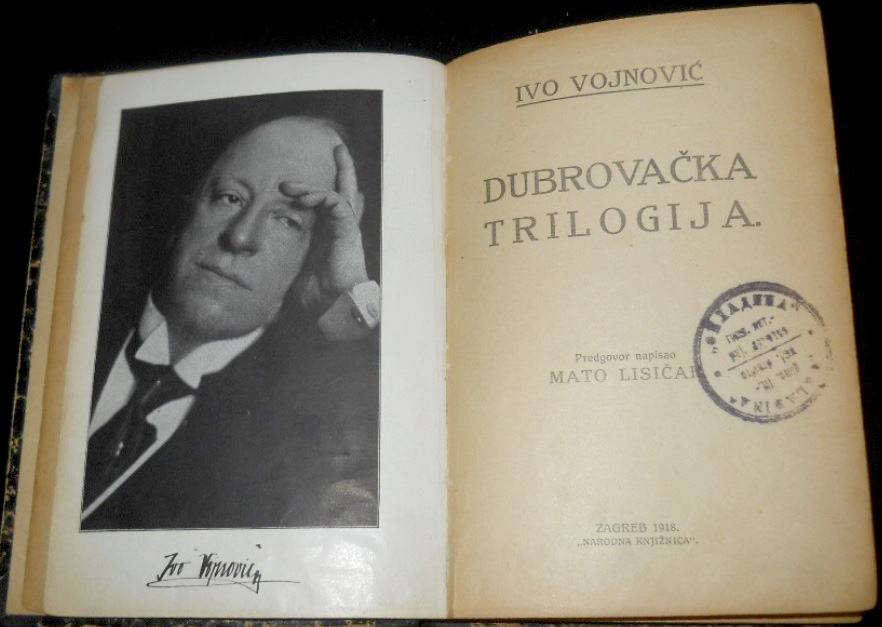 Ivo Vojnović
IVO VOJNOVIĆ
DUBROVAČKA
TRILOGIJA.
Predgovor napisao
MATO LISIČAR
ZAGREB 1918.
„NARODNA KNJIŽNICA“.